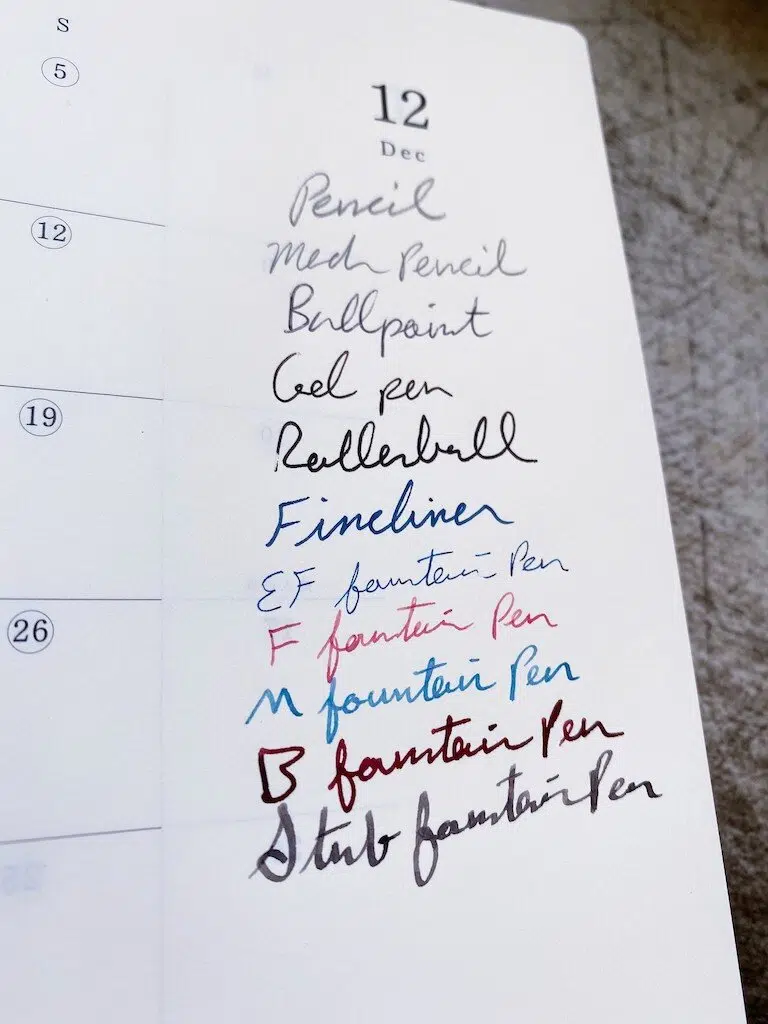 S
5
12
19
26
12
Dec
Pencil
Mech Pencil
Ballpoint
Gel pen
Rollerball
Fineliner
EF fountain Pen
F fountain Pen
M fountain Pen
B fountain Pen
Stub fountain Pen